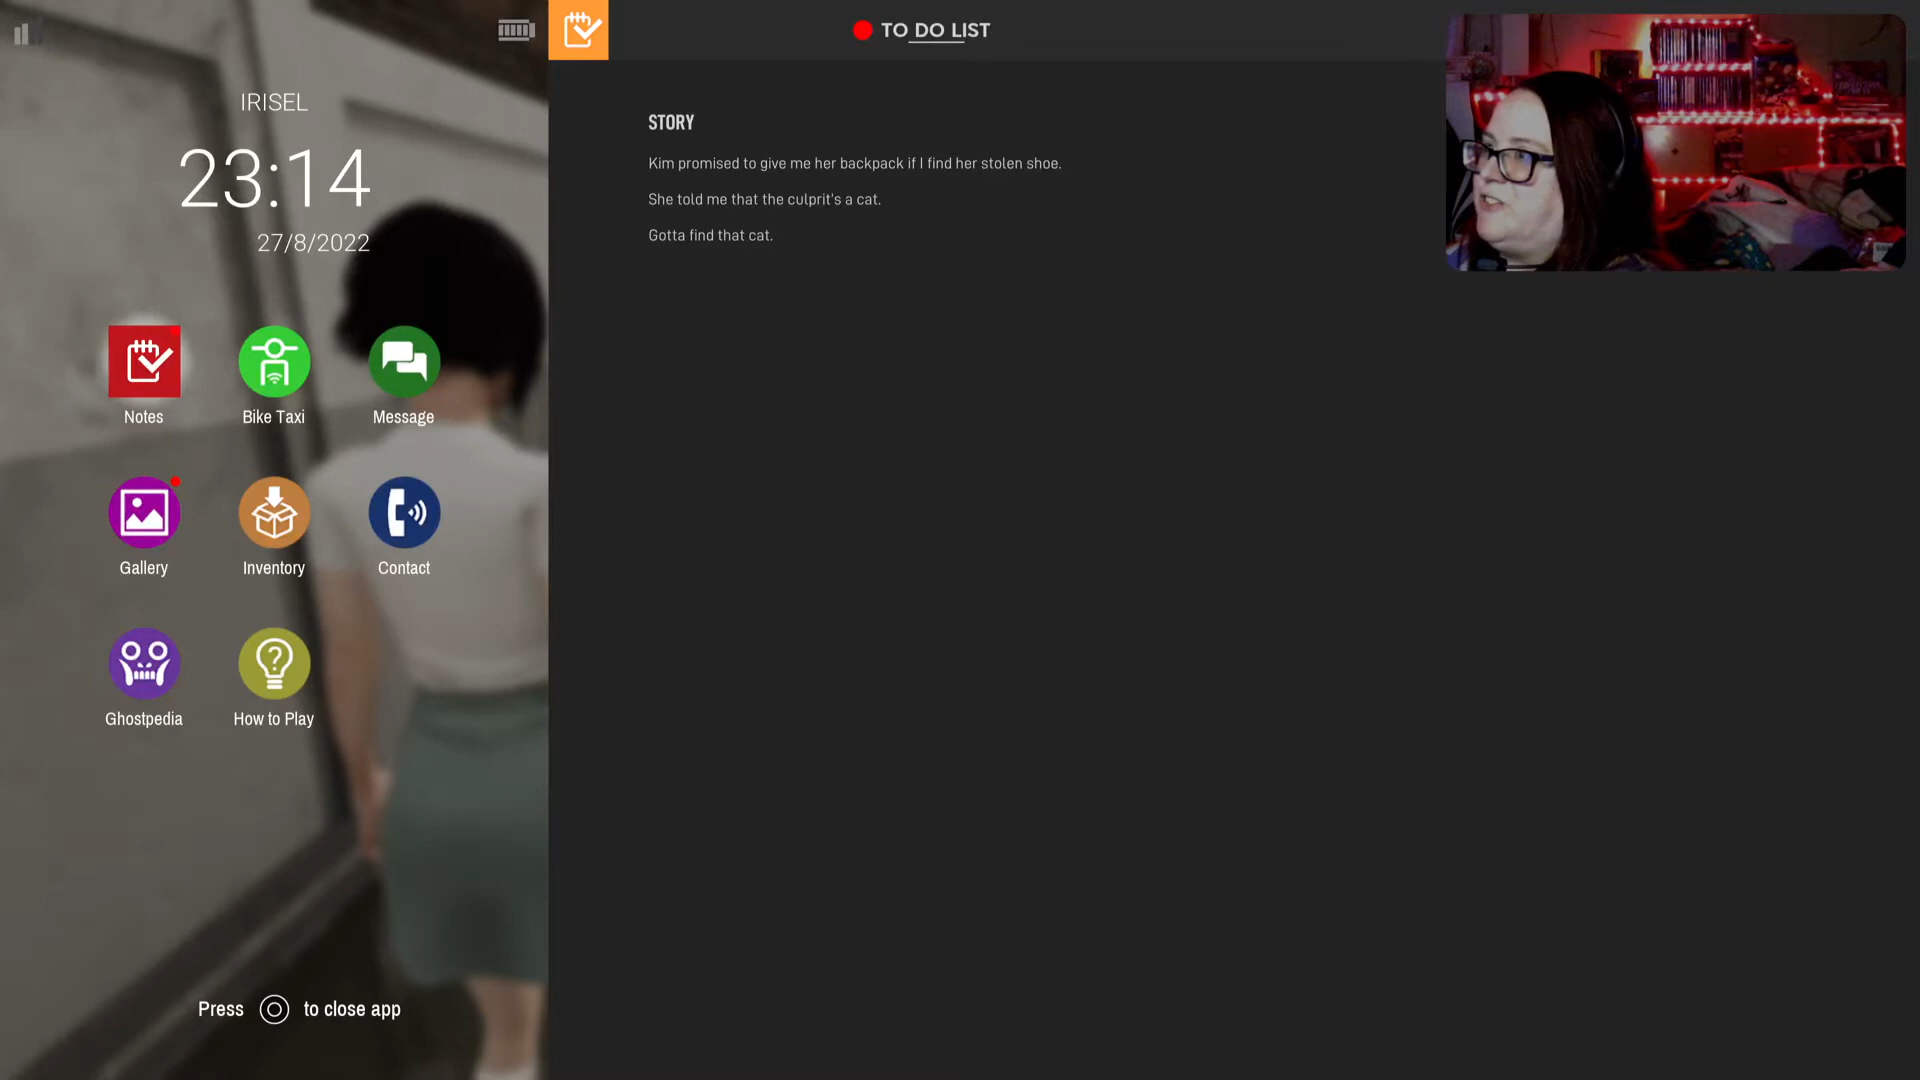 IRISEL
23:14
27/8/2022
Notes
Bike Taxi
Message
Gallery
Inventory
Contact
Ghostpedia
How to Play
Press to close app
TO DO LIST
STORY
Kim promised to give me her backpack if I find her stolen shoe.
She told me that the culprit's a cat.
Gotta find that cat.